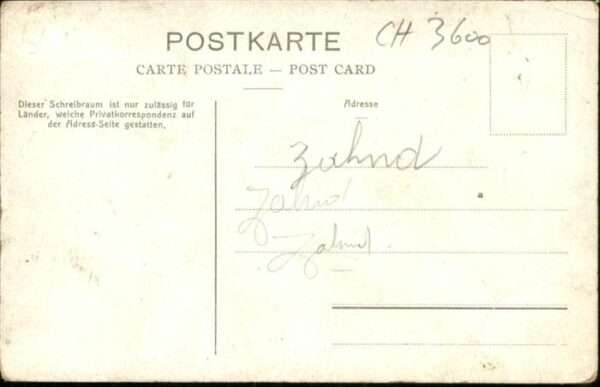 POSTKARTE CH 3600
CARTE POSTALE — POST CARD
Dieser Schreibraum ist nur zulässig für
Länder, welche Privatkorrespondenz auf
der Adress-Seite gestatten.
Adresse
Zahnd
Zahnd
Zahnd.